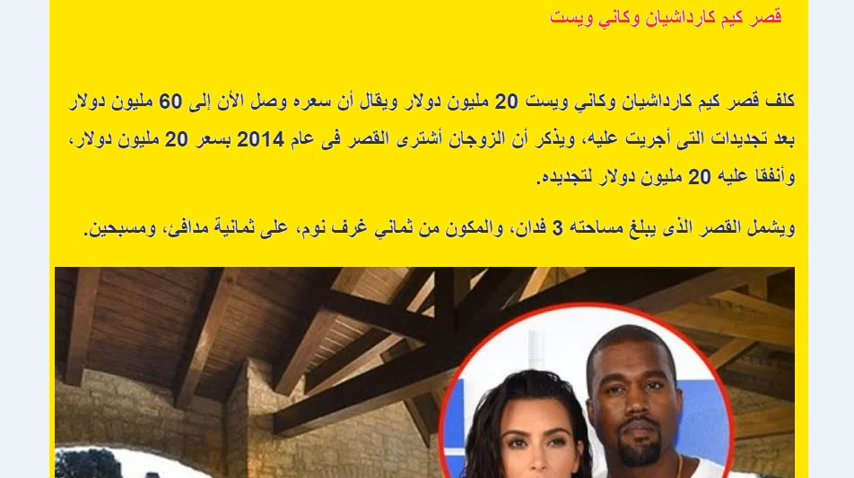 قصر كيم كارداشيان وكاني ويست
كلف قصر كيم كارداشيان وكاني ويست 20 مليون دولار ويقال أن سعره وصل الأن إلى 60 مليون دولار
بعد تجديدات التى أجريت عليه، ويذكر أن الزوجان أشترى القصر فى عام 2014 بسعر 20 مليون دولار،
وأنفقا عليه 20 مليون دولار لتجديده.
ويشمل القصر الذى يبلغ مساحته 3 فدان، والمكون من ثماني غرف نوم، على ثمانية مدافئ، ومسبحين.